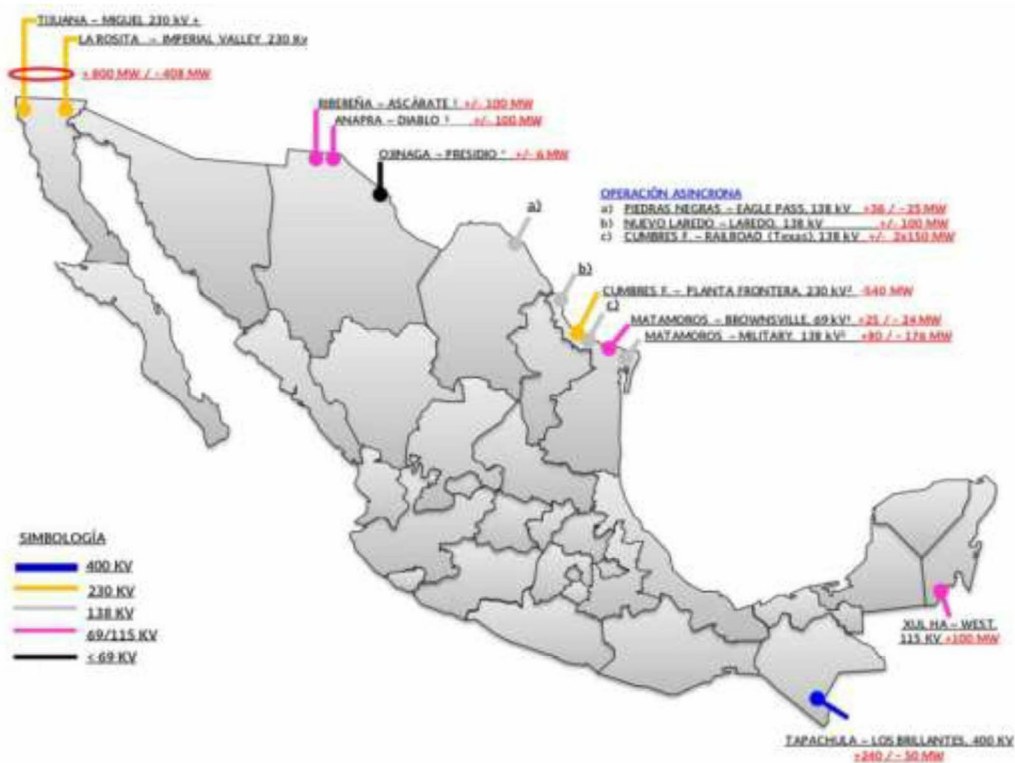 TIJUANA – MIGUEL 230 kV +
LA ROSITA – IMPERIAL VALLEY 230 Kv
+ 800 MW / - 408 MW
RIBEREÑA – ASCÁRATE +/- 100 MW
ANAPRA – DIABLO +/- 100 MW
OJINAGA – PRESIDIO +/- 6 MW
a)
OPERACIÓN ASINCRONA
a) PIEDRAS NEGRAS – EAGLE PASS, 138 kV +36 / - 25 MW
b) NUEVO LAREDO – LAREDO, 138 kV +/- 100 MW
c) CUMBRES F. – RAILROAD (Texas), 138 kV +/- 2x150 MW
b)
CUMBRES F. – PLANTA FRONTERA, 230 kV² -540 MW
c)
MATAMOROS – BROWNSVILLE, 69 kV¹ +25 / - 24 MW
MATAMOROS – MILITARY, 138 kV +80 / - 176 MW
SIMBOLOGÍA
400 KV
230 KV
138 KV
69/115 KV
< 69 KV
XUL HA – WEST,
115 KV +100 MW
TAPACHULA – LOS BRILLANTES, 400 KV
+240 / - 50 MW